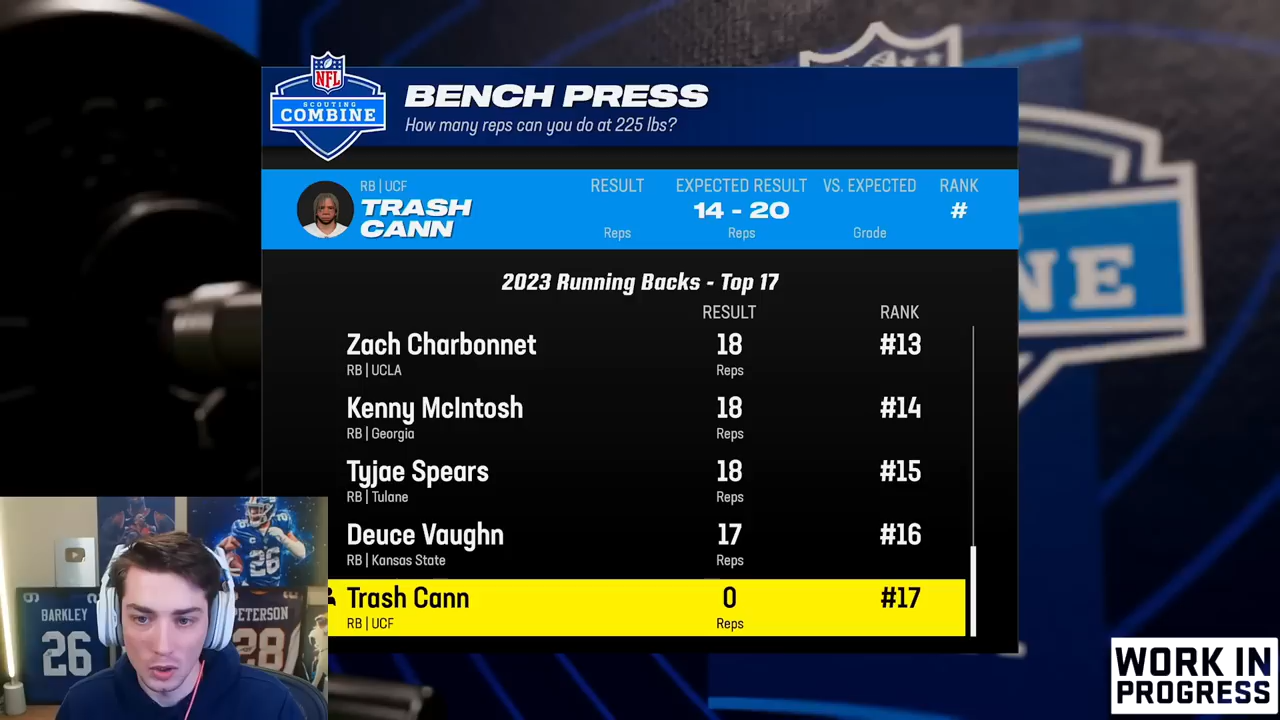 NFL
SCOUTING
COMBINE
BENCH PRESS
How many reps can you do at 225 lbs?
RB | UCF
TRASH
CANN
RESULT
Reps
EXPECTED RESULT
14 - 20
Reps
VS. EXPECTED
Grade
RANK
#
2023 Running Backs - Top 17
RESULT RANK
Zach Charbonnet 18 #13
RB | UCLA Reps
Kenny McIntosh 18 #14
RB | Georgia Reps
Tyjae Spears 18 #15
RB | Tulane Reps
Deuce Vaughn 17 #16
RB | Kansas State Reps
Trash Cann 0 #17
RB | UCF Reps
NE
26
BARKLEY
26
PETERSON
28
WORK IN
PROGRESS